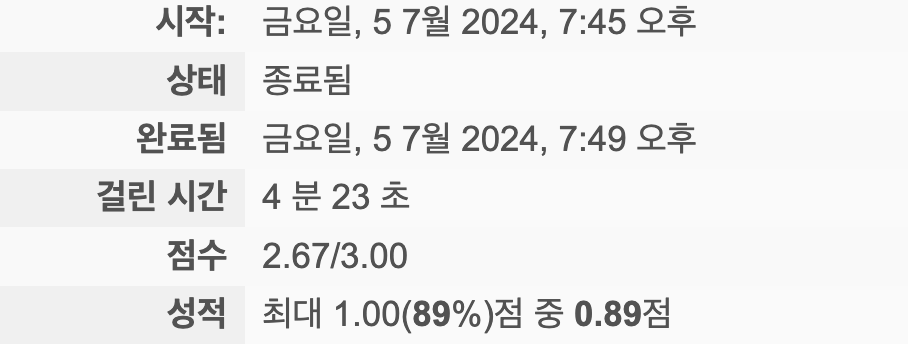 시작: 금요일, 5 7월 2024, 7:45 오후
상태 종료됨
완료됨 금요일, 5 7월 2024, 7:49 오후
걸린 시간 4 분 23 초
점수 2.67/3.00
성적 최대 1.00(89%)점 중 0.89점